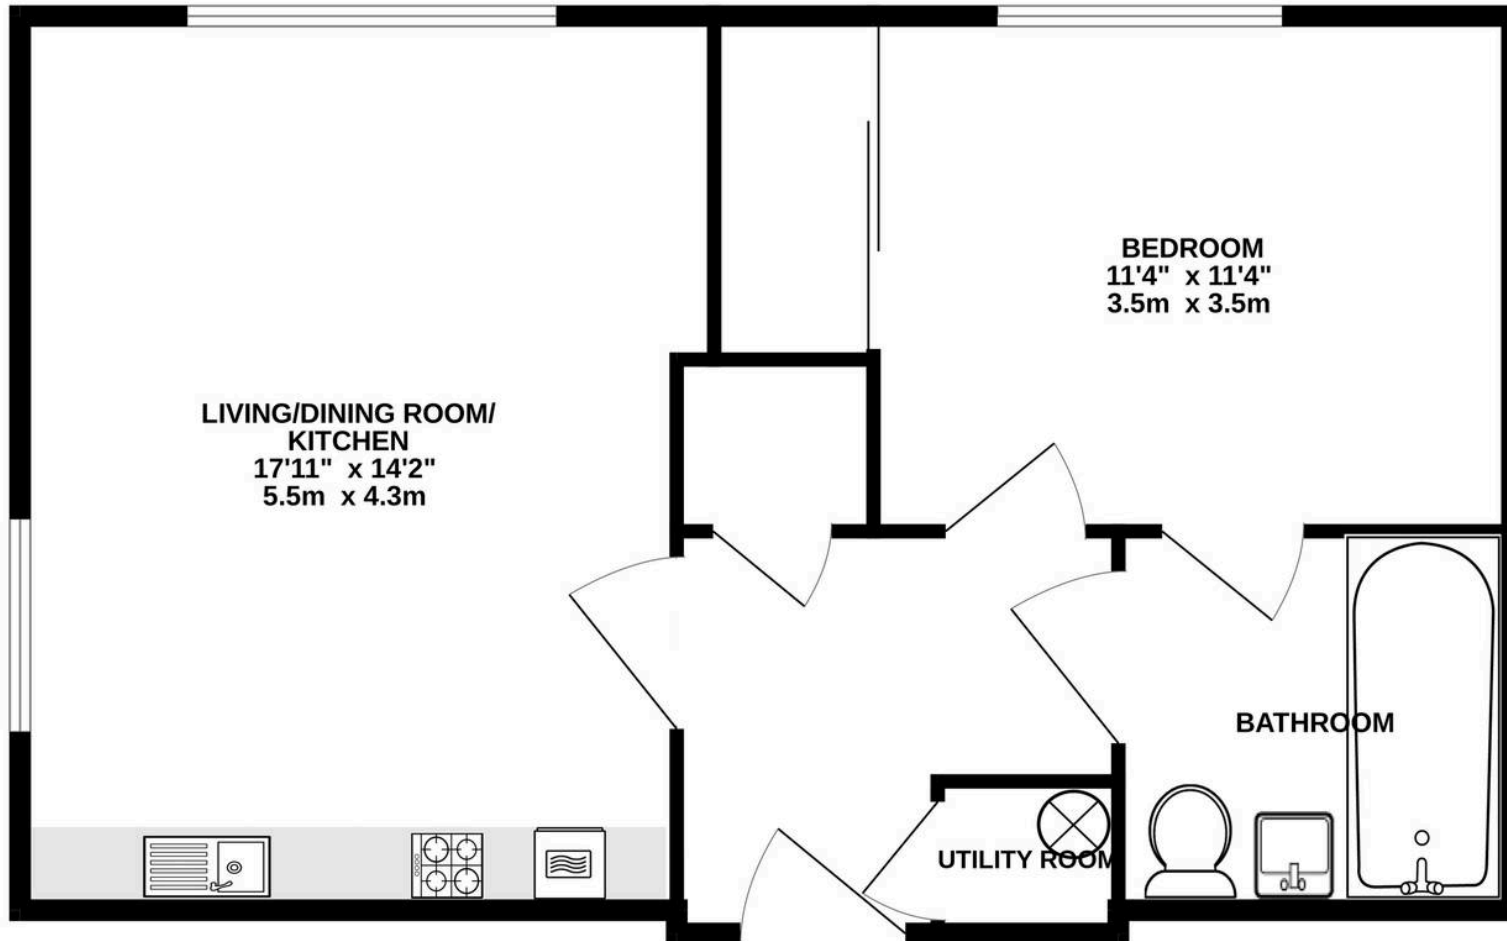 BEDROOM
11'4" x 11'4"
3.5m x 3.5m
LIVING/DINING ROOM/
KITCHEN
17'11" x 14'2"
5.5m x 4.3m
BATHROOM
UTILITY ROOM